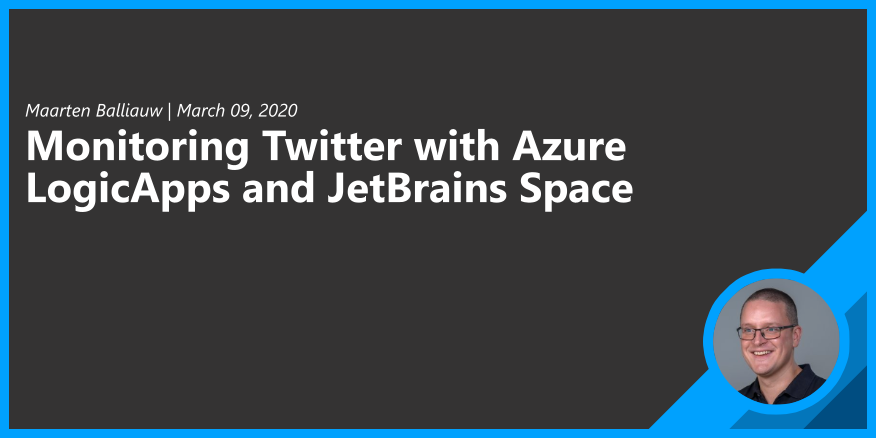 Maarten Balliauw | March 09, 2020
Monitoring Twitter with Azure
LogicApps and JetBrains Space